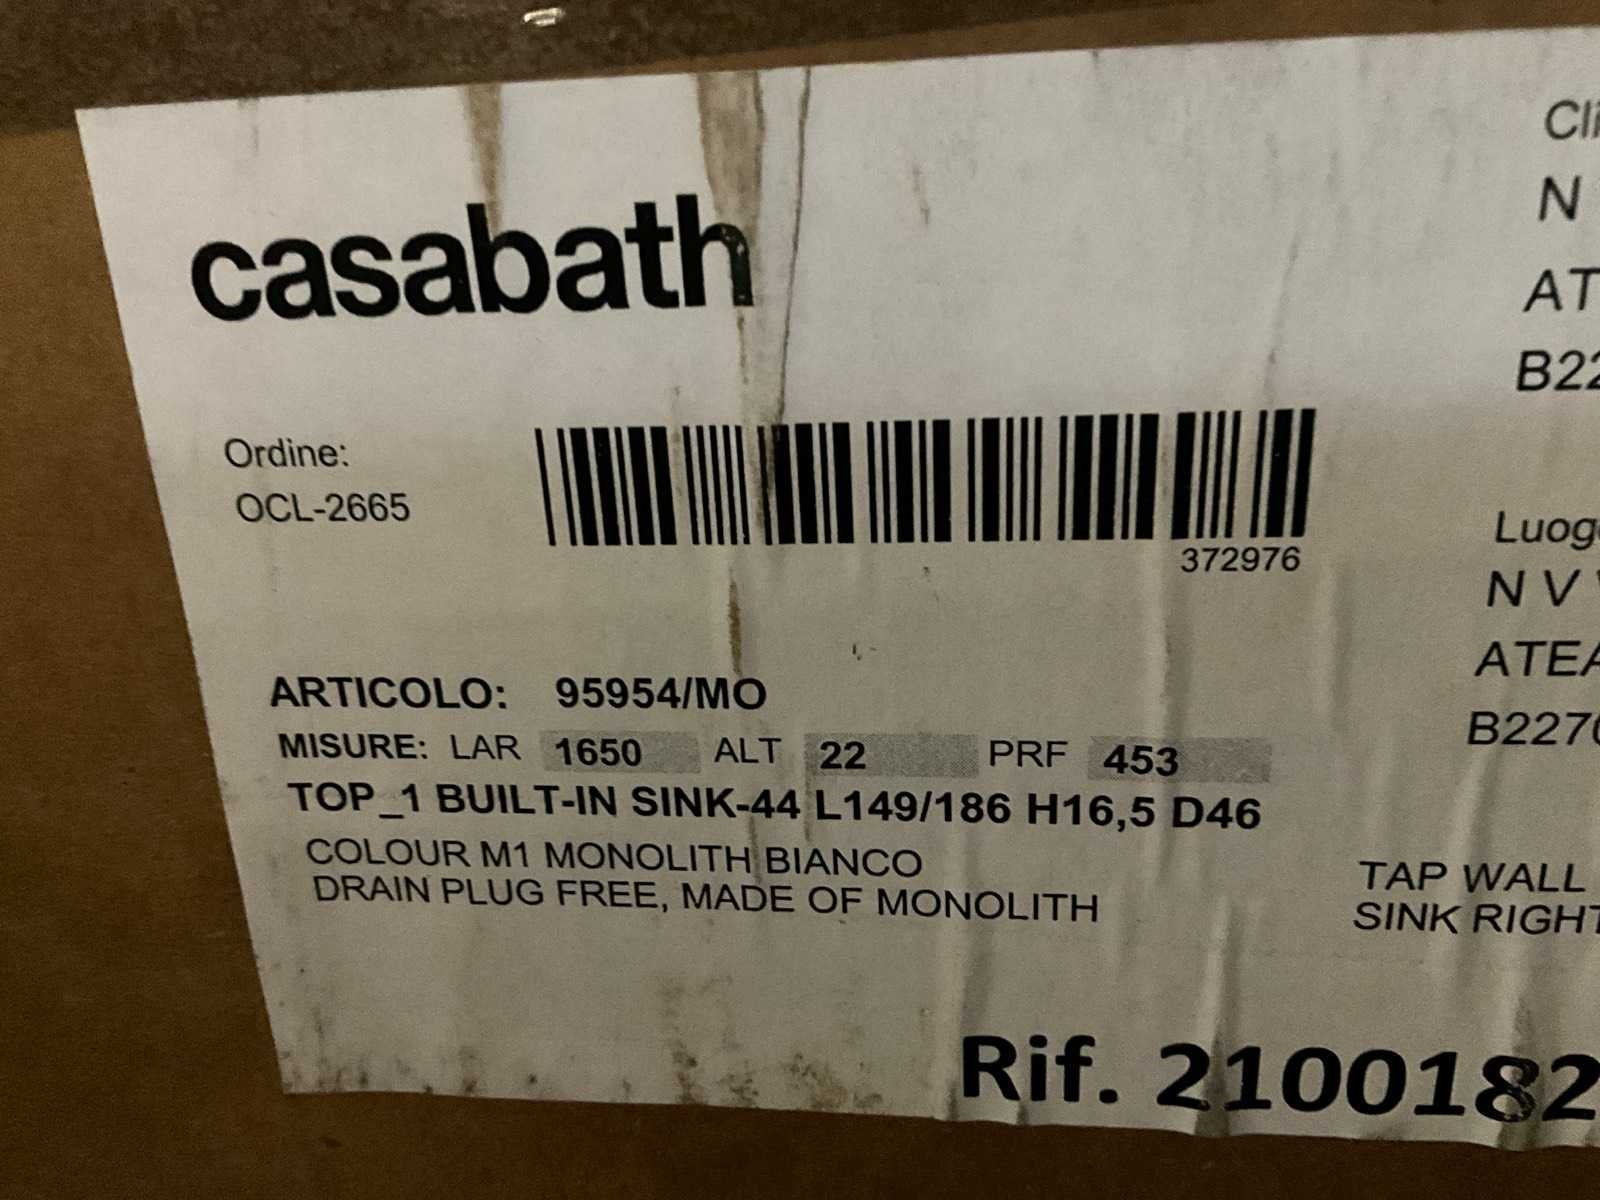 casabath
Ordine:
OCL-2665
372976
ARTICOLO: 95954/MO
MISURE: LAR 1650 ALT 22 PRF 453
TOP_1 BUILT-IN SINK-44 L149/186 H16,5 D46
COLOUR M1 MONOLITH BIANCO
DRAIN PLUG FREE, MADE OF MONOLITH
N
N V
TAP WALL
SINK RIGHT
Rif. 2100182